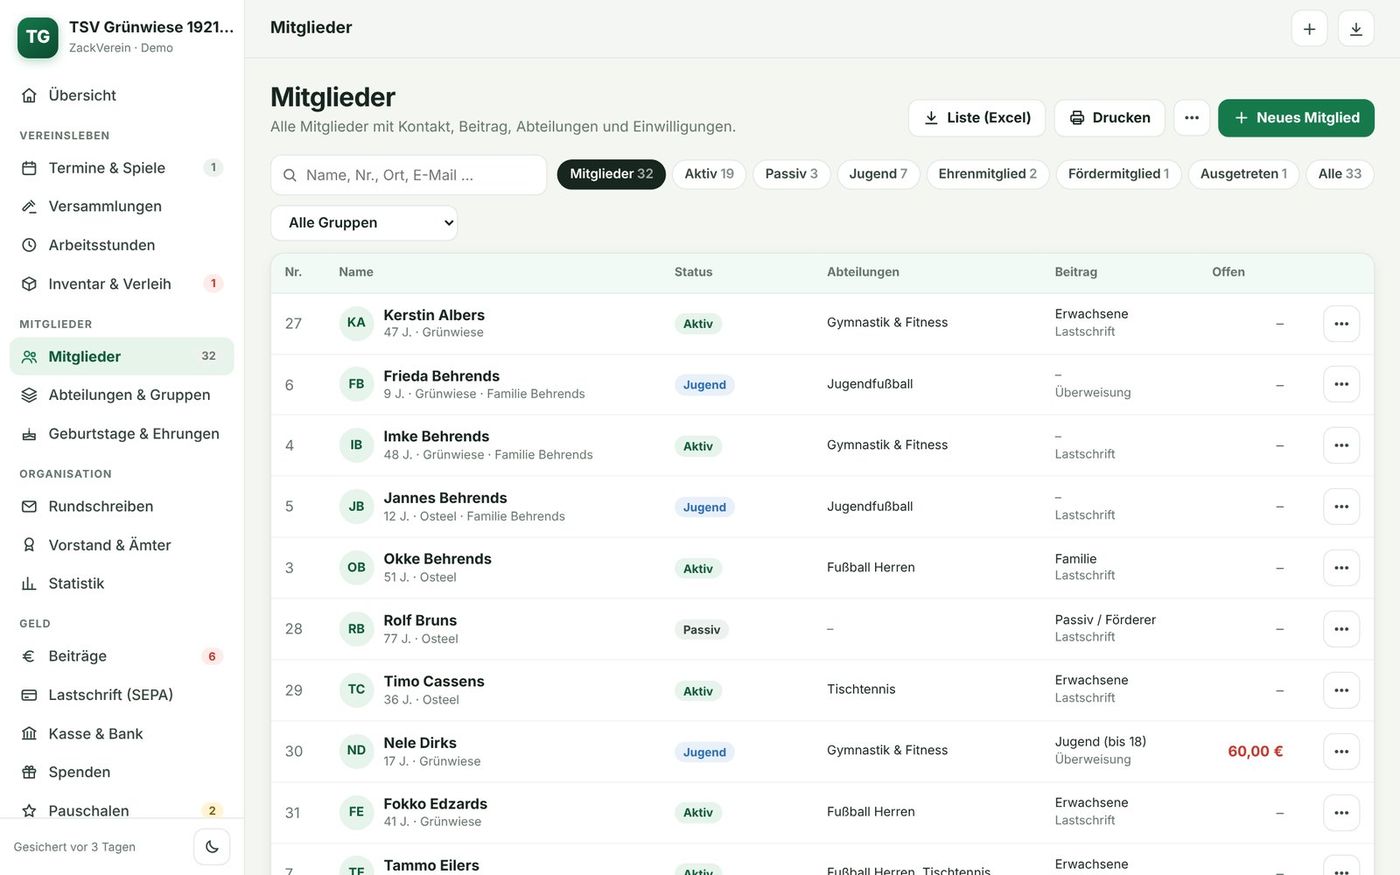 TG
TSV Grünwiese 1921...
ZackVerein · Demo
Übersicht
VEREINSLEBEN
Termine & Spiele 1
Versammlungen
Arbeitsstunden
Inventar & Verleih 1
MITGLIEDER
Mitglieder 32
Abteilungen & Gruppen
Geburtstage & Ehrungen
ORGANISATION
Rundschreiben
Vorstand & Ämter
Statistik
GELD
€ Beiträge 6
Lastschrift (SEPA)
Kasse & Bank
Spenden
Pauschalen 2
Gesichert vor 3 Tagen
Mitglieder
Mitglieder
Alle Mitglieder mit Kontakt, Beitrag, Abteilungen und Einwilligungen.
Liste (Excel) Drucken ••• + Neues Mitglied
Name, Nr., Ort, E-Mail ... Mitglieder 32 Aktiv 19 Passiv 3 Jugend 7 Ehrenmitglied 2 Fördermitglied 1 Ausgetreten 1 Alle 33
Alle Gruppen
Nr. Name Status Abteilungen Beitrag Offen
27 KA Kerstin Albers Aktiv Gymnastik & Fitness Erwachsene –
47 J. · Grünwiese Lastschrift
6 FB Frieda Behrends Jugend Jugendfußball – –
9 J. · Grünwiese · Familie Behrends Überweisung
4 IB Imke Behrends Aktiv Gymnastik & Fitness – –
48 J. · Grünwiese · Familie Behrends Lastschrift
5 JB Jannes Behrends Jugend Jugendfußball – –
12 J. · Osteel · Familie Behrends Lastschrift
3 OB Okke Behrends Aktiv Fußball Herren Familie –
51 J. · Osteel Lastschrift
28 RB Rolf Bruns Passiv – Passiv / Förderer –
77 J. · Osteel Lastschrift
29 TC Timo Cassens Aktiv Tischtennis Erwachsene –
36 J. · Osteel Lastschrift
30 ND Nele Dirks Jugend Gymnastik & Fitness Jugend (bis 18) 60,00 €
17 J. · Grünwiese Überweisung
31 FE Fokko Edzards Aktiv Fußball Herren Erwachsene –
41 J. · Grünwiese Lastschrift
7 TE Tammo Eilers Aktiv Fußball Herren, Tischtennis Erwachsene –